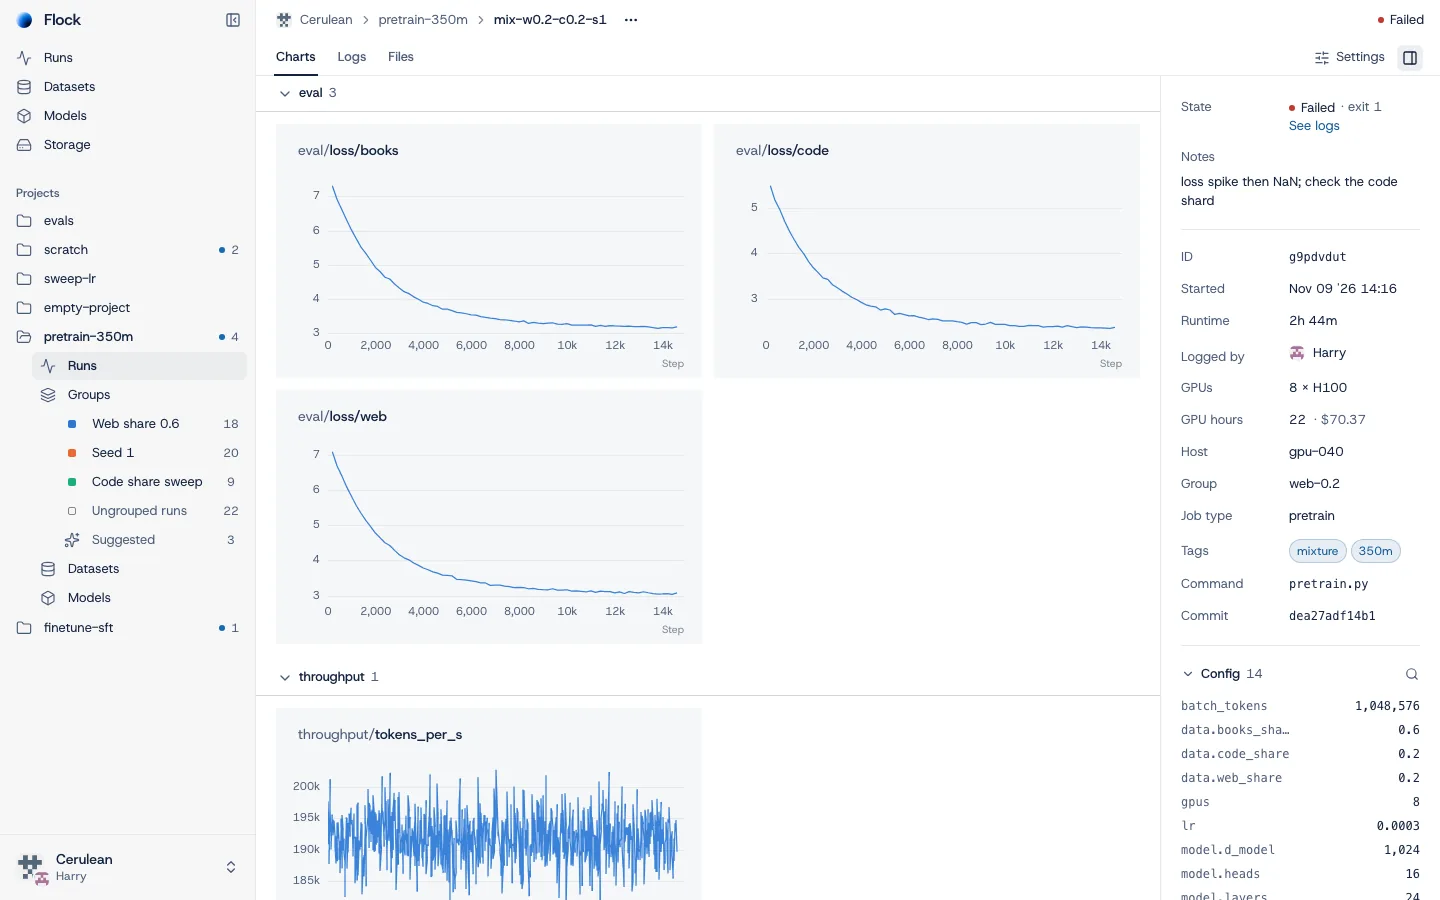 Flock
Runs
Datasets
Models
Storage
Projects
evals
scratch 2
sweep-lr
empty-project
pretrain-350m 4
Runs
Groups
Web share 0.6 18
Seed 1 20
Code share sweep 9
Ungrouped runs 22
Suggested 3
Datasets
Models
finetune-sft 1
Cerulean
Harry
Cerulean > pretrain-350m > mix-w0.2-c0.2-s1 ...
Failed
Charts Logs Files
Settings
eval 3
eval/loss/books
7
6
5
4
3
0 2,000 4,000 6,000 8,000 10k 12k 14k
Step
eval/loss/code
5
4
3
0 2,000 4,000 6,000 8,000 10k 12k 14k
Step
eval/loss/web
7
6
5
4
3
0 2,000 4,000 6,000 8,000 10k 12k 14k
Step
throughput 1
throughput/tokens_per_s
200k
195k
190k
185k
State Failed · exit 1
See logs
Notes
loss spike then NaN; check the code
shard
ID g9pdvdut
Started Nov 09 '26 14:16
Runtime 2h 44m
Logged by Harry
GPUs 8 × H100
GPU hours 22 · $70.37
Host gpu-040
Group web-0.2
Job type pretrain
Tags mixture 350m
Command pretrain.py
Commit dea27adf14b1
Config 14
batch_tokens 1,048,576
data.books_sha… 0.6
data.code_share 0.2
data.web_share 0.2
gpus 8
lr 0.0003
model.d_model 1,024
model.heads 16
model.layers 24